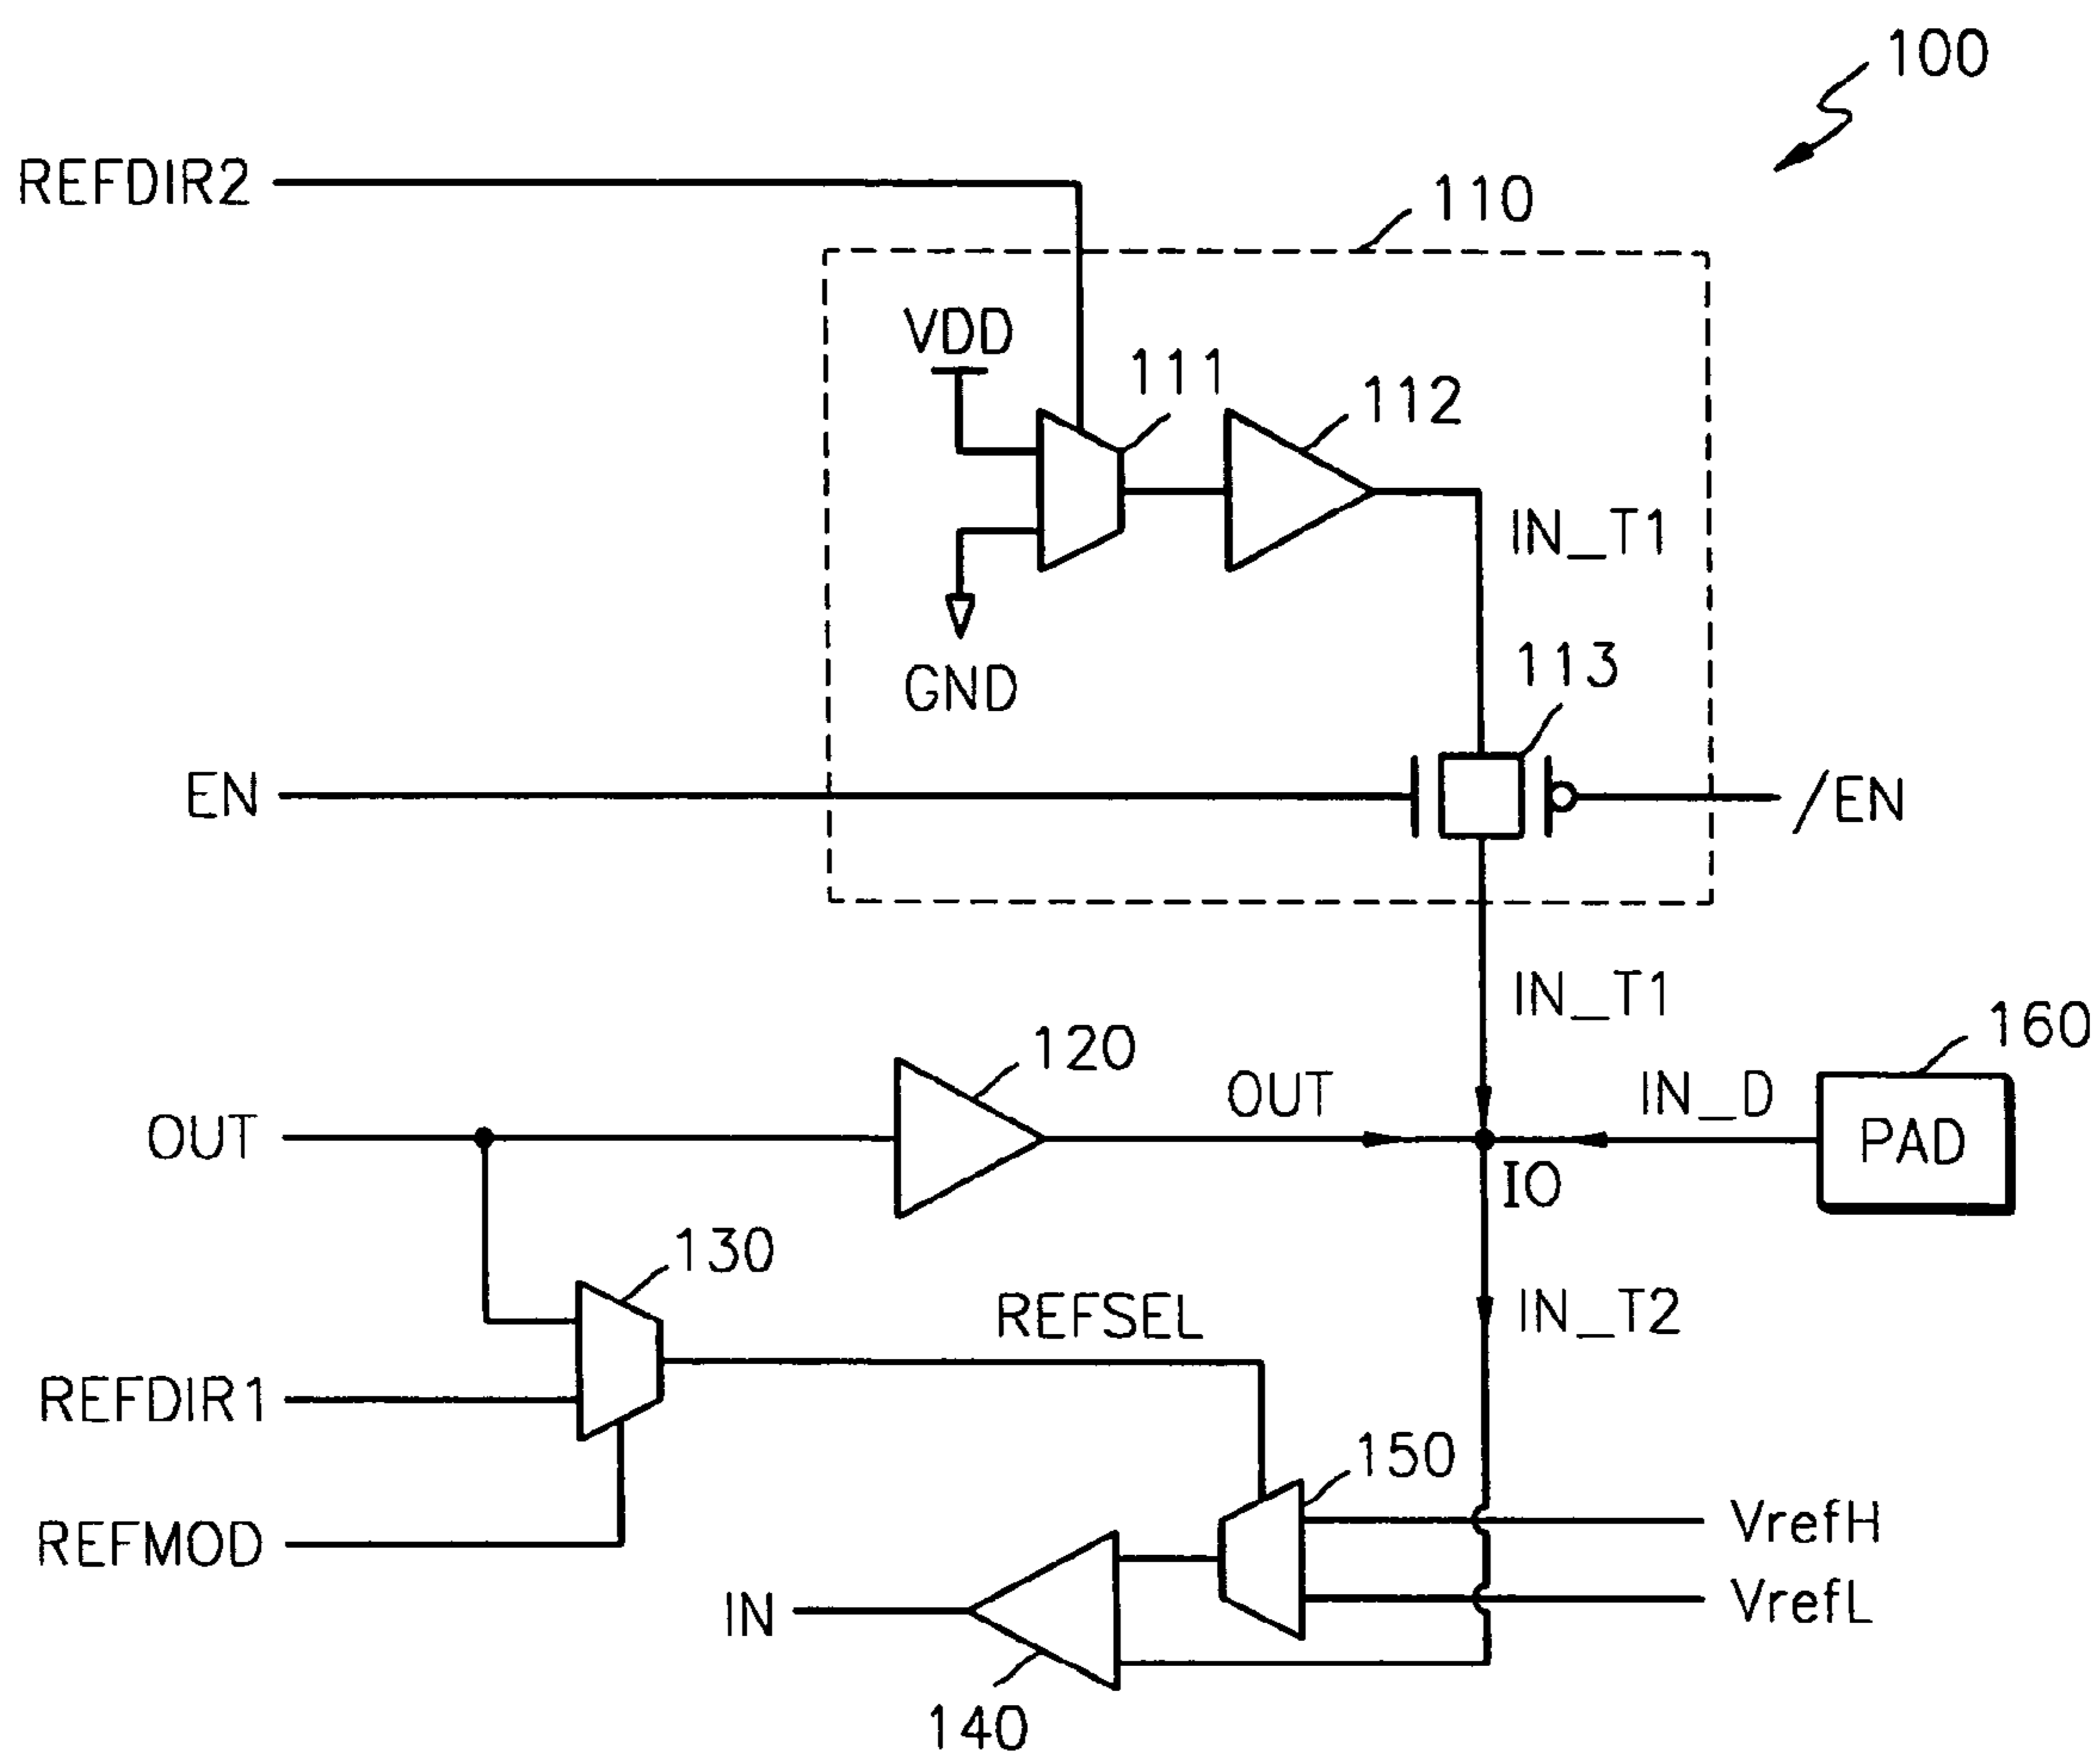 100
REFDIR2
110
VDD
111
112
IN_T1
GND
113
EN
/EN
IN_T1
160
120
OUT
IN_D
OUT
PAD
IO
130
REFSEL
IN_T2
REFDIR1
150
VrefH
REFMOD
VrefL
IN
140